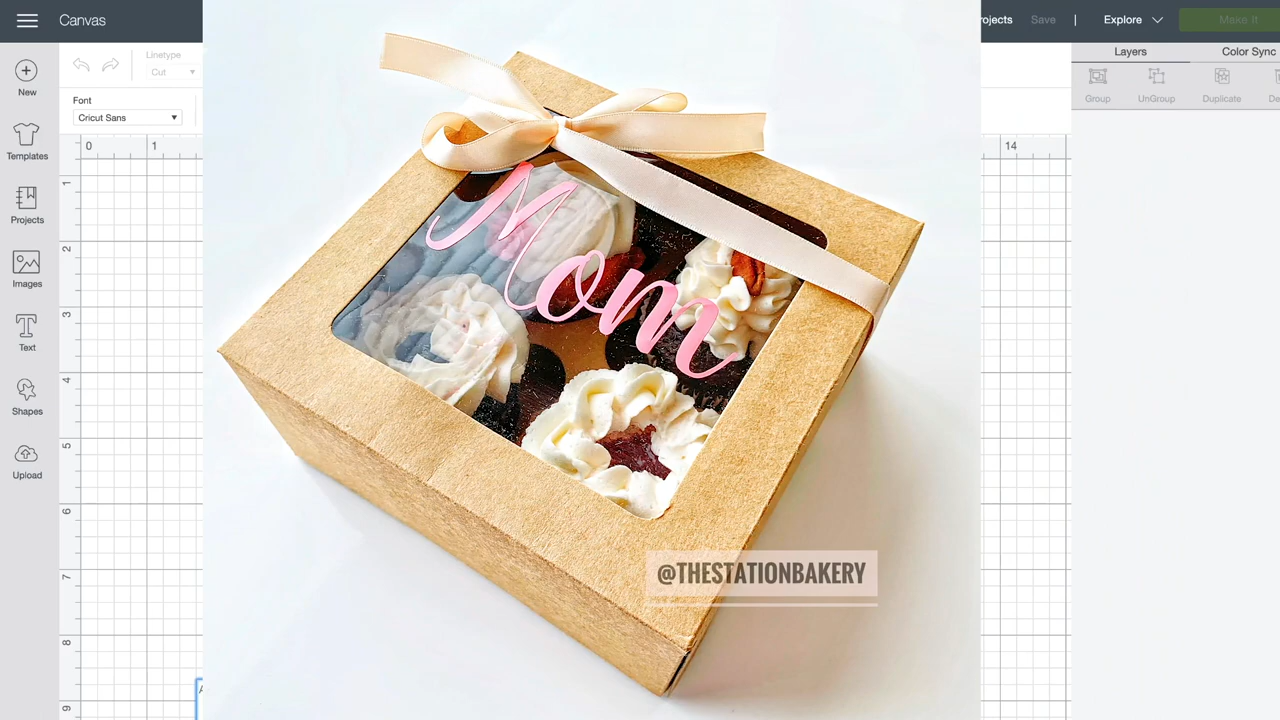 Canvas
rojects
Save
|
Explore
Make It
Linetype
Cut
Layers
Color Sync
New
Font
Cricut Sans
Group
UnGroup
Duplicate
Templates
0
1
14
Projects
Images
Text
Shapes
Upload
1
2
3
4
5
6
7
8
9
Mom
@THESTATIONBAKERY